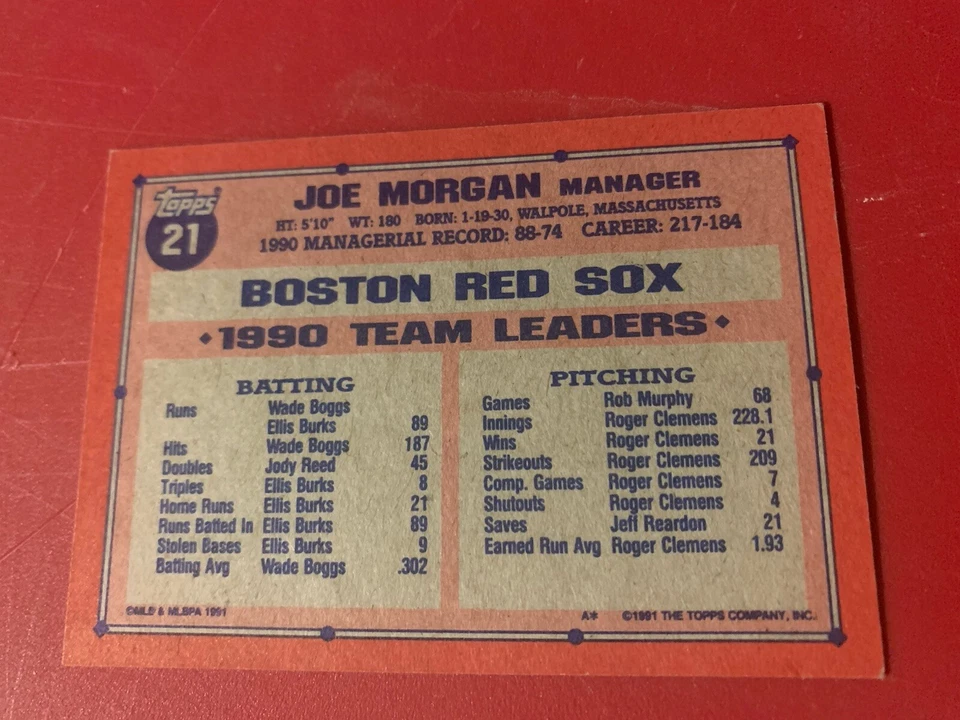 Topps
21
JOE MORGAN MANAGER
HT: 5'10" WT: 180 BORN: 1-19-30, WALPOLE, MASSACHUSETTS
1990 MANAGERIAL RECORD: 88-74 CAREER: 217-184
BOSTON RED SOX
1990 TEAM LEADERS
BATTING
Runs Wade Boggs
Ellis Burks 89
Hits Wade Boggs 187
Doubles Jody Reed 45
Triples Ellis Burks 8
Home Runs Ellis Burks 21
Runs Batted In Ellis Burks 89
Stolen Bases Ellis Burks 9
Batting Avg Wade Boggs .302
PITCHING
Games Rob Murphy 68
Innings Roger Clemens 228.1
Wins Roger Clemens 21
Strikeouts Roger Clemens 209
Comp. Games Roger Clemens 7
Shutouts Roger Clemens 4
Saves Jeff Reardon 21
Earned Run Avg Roger Clemens 1.93
©MLB & MLBPA 1991
A* ©1991 THE TOPPS COMPANY, INC.